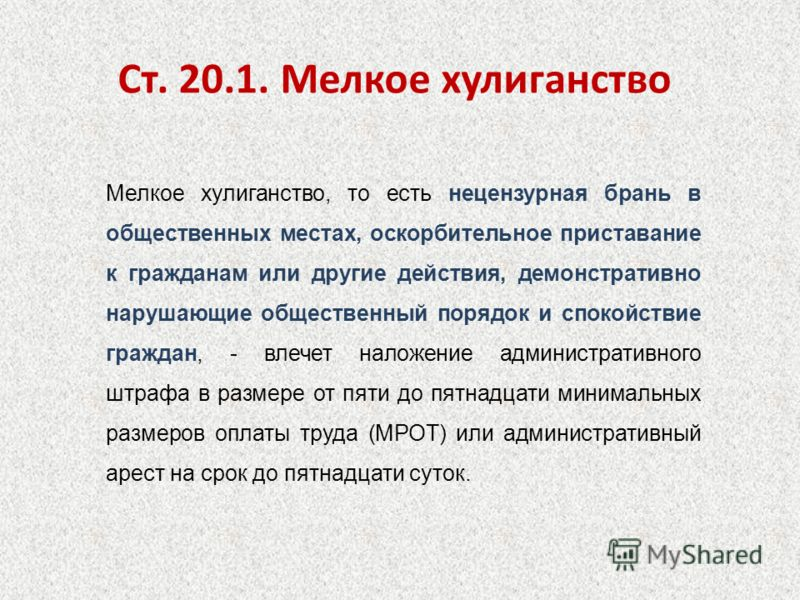 Ст. 20.1. Мелкое хулиганство
Мелкое хулиганство, то есть нецензурная брань в
общественных местах, оскорбительное приставание
к гражданам или другие действия, демонстративно
нарушающие общественный порядок и спокойствие
граждан, - влечет наложение административного
штрафа в размере от пяти до пятнадцати минимальных
размеров оплаты труда (МРОТ) или административный
арест на срок до пятнадцати суток.
MyShared